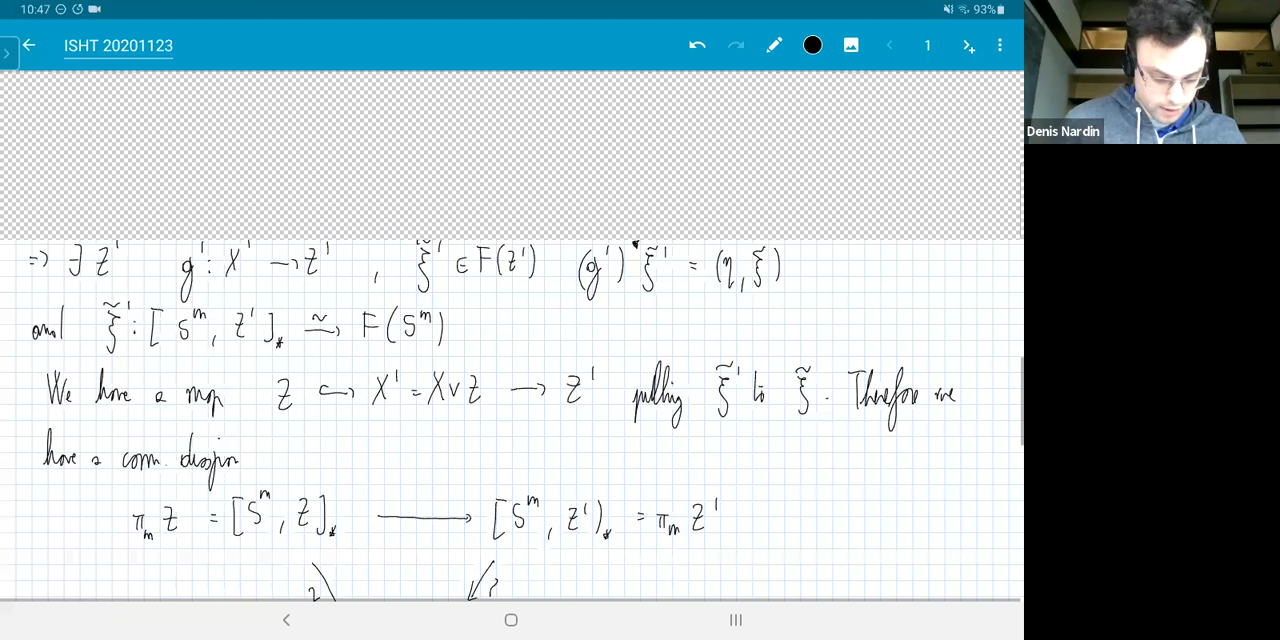 10:47
93%
ISHT 20201123
1
Denis Nardin
=> ∃ Z' g': X' → Z' , ξ̃' ∈ F(Z') (g')* ξ̃' = (η, ξ̃)
and ξ̃': [S^m, Z']_* ≃→ F(S^m)
We have a map Z ↪ X' = X∨Z → Z' pulling ξ̃' to ξ̃. Therefore we
have a comm. diagram
π_m Z = [S^m, Z]_* → [S^m, Z')_* = π_m Z'